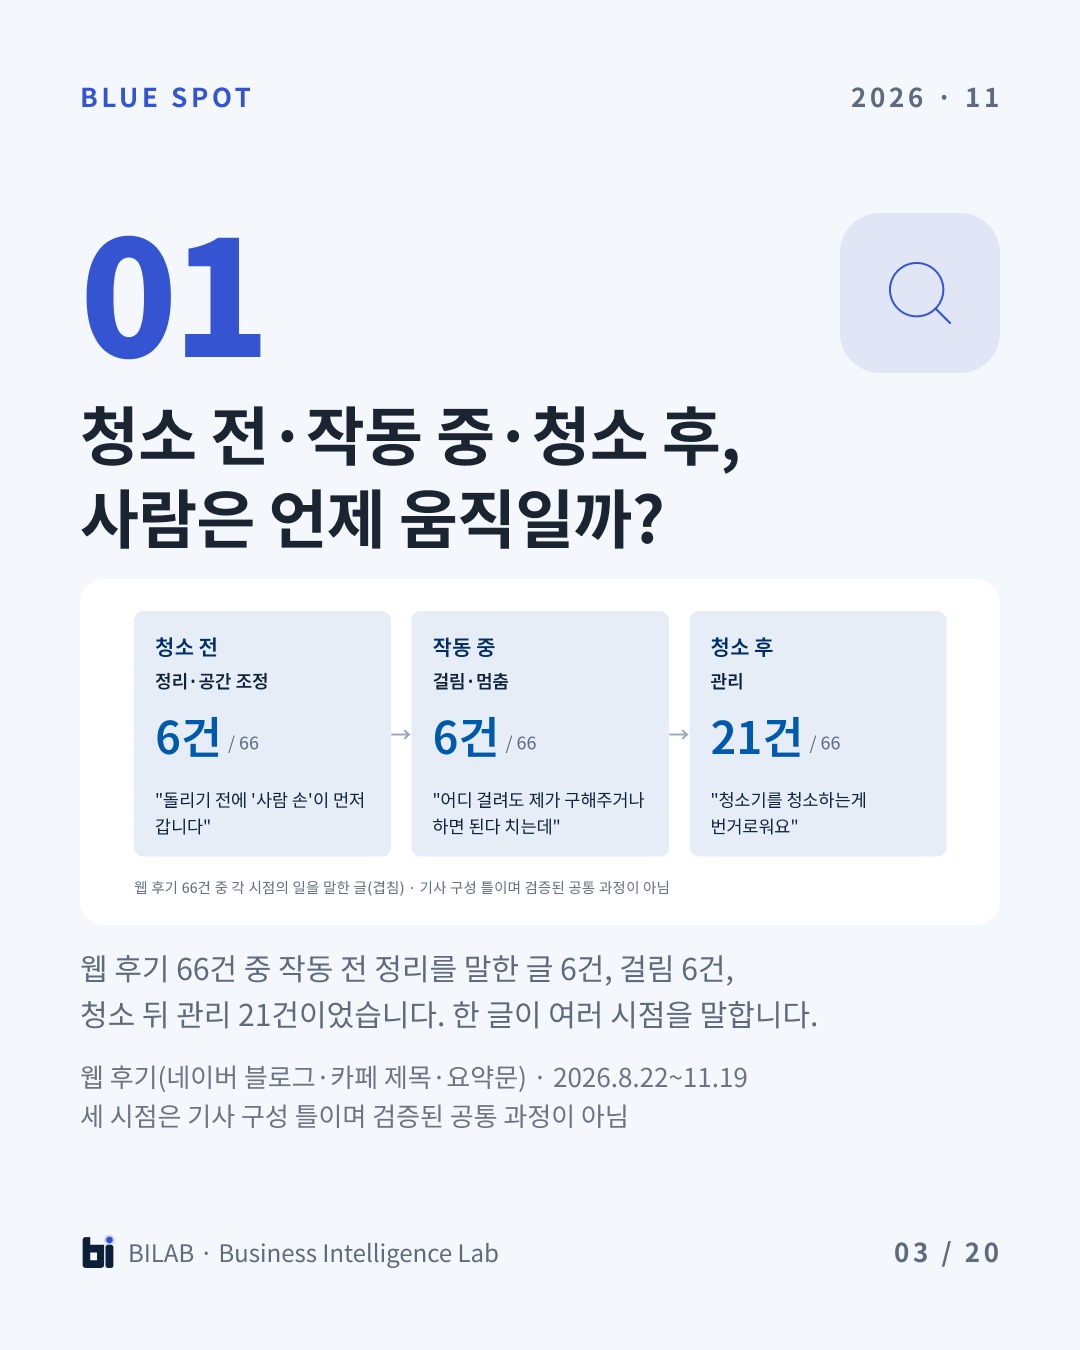 BLUE SPOT
2026 · 11
01
청소 전·작동 중·청소 후,
사람은 언제 움직일까?
청소 전
정리·공간 조정
6건 / 66
"돌리기 전에 '사람 손'이 먼저
갑니다"
→
작동 중
걸림·멈춤
6건 / 66
"어디 걸려도 제가 구해주거나
하면 된다 치는데"
→
청소 후
관리
21건 / 66
"청소기를 청소하는게
번거로워요"
웹 후기 66건 중 각 시점의 일을 말한 글(겹침) · 기사 구성 틀이며 검증된 공통 과정이 아님
웹 후기 66건 중 작동 전 정리를 말한 글 6건, 걸림 6건,
청소 뒤 관리 21건이었습니다. 한 글이 여러 시점을 말합니다.
웹 후기(네이버 블로그·카페 제목·요약문) · 2026.8.22~11.19
세 시점은 기사 구성 틀이며 검증된 공통 과정이 아님
bi BILAB · Business Intelligence Lab
03 / 20